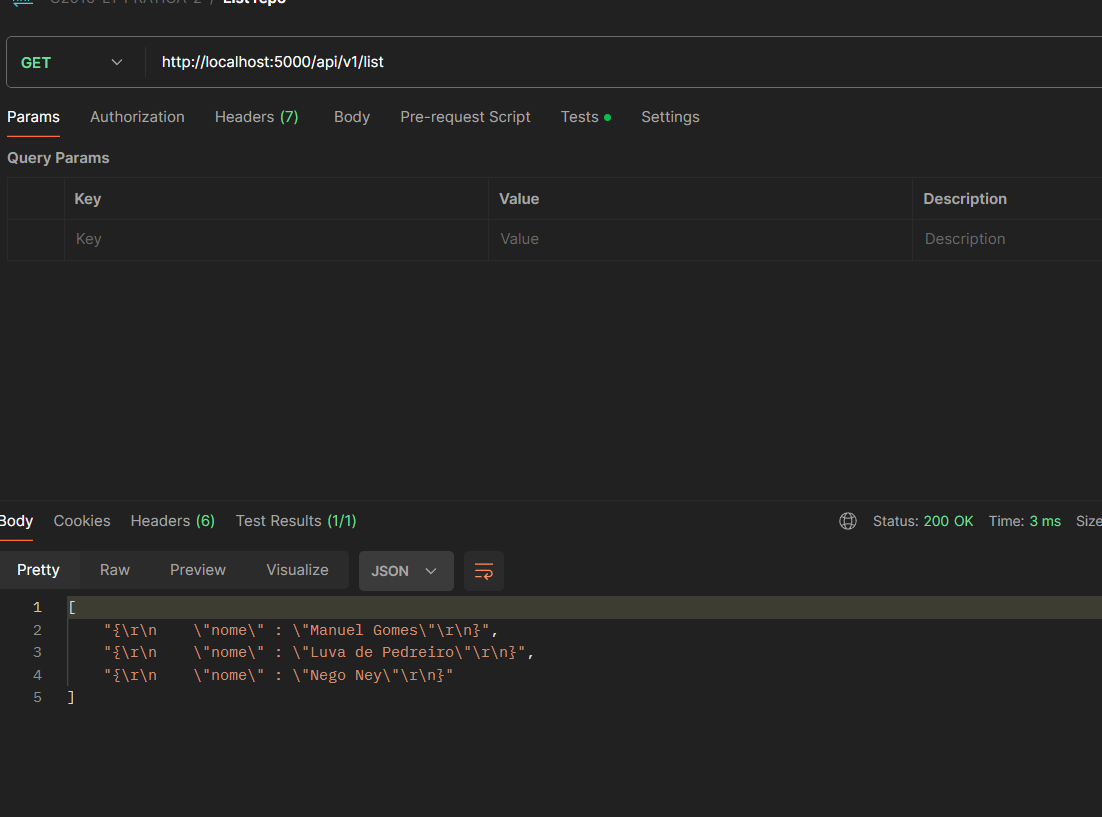 List repo
GET
http://localhost:5000/api/v1/list
Params Authorization Headers (7) Body Pre-request Script Tests Settings
Query Params
Key Value Description
Key Value Description
Body Cookies Headers (6) Test Results (1/1) Status: 200 OK Time: 3 ms Size
Pretty Raw Preview Visualize JSON
1 [
2 "{\r\n    \"nome\" : \"Manuel Gomes\"\r\n}",
3 "{\r\n    \"nome\" : \"Luva de Pedreiro\"\r\n}",
4 "{\r\n    \"nome\" : \"Nego Ney\"\r\n}"
5 ]